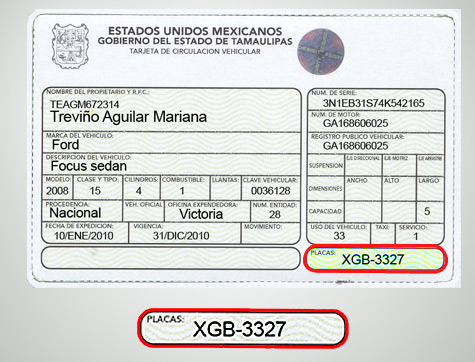 ESTADOS UNIDOS MEXICANOS
GOBIERNO DEL ESTADO DE TAMAULIPAS
TARJETA DE CIRCULACION VEHICULAR
NOMBRE DEL PROPIETARIO Y R.F.C.:
TEAGM672314
Treviño Aguilar Mariana
MARCA DEL VEHICULO:
Ford
DESCRIPCION DEL VEHICULO:
Focus sedan
MODELO: CLASE Y TIPO: CILINDROS: COMBUSTIBLE: LLANTAS: CLAVE VEHICULAR:
2008 15 4 1 0036128
PROCEDENCIA: VEH. OFICIAL OFICINA EXPENDEDORA: NUM. ENTIDAD:
Nacional Victoria 28
FECHA DE EXPEDICION: VIGENCIA: MOVIMIENTO:
10/ENE/2010 31/DIC/2010
NUM. DE SERIE:
3N1EB31S74K542165
NUM. DE MOTOR:
GA168606025
REGISTRO PUBLICO VEHICULAR:
GA168606025
SUSPENSION EJE DIRECCIONAL EJE MOTRIZ EJE ARRASTRE
DIMENSIONES ANCHO ALTO LARGO
CAPACIDAD 5
USO DEL VEHICULO: TAXI: SERVICIO:
33 1
PLACAS:
XGB-3327
PLACAS:
XGB-3327